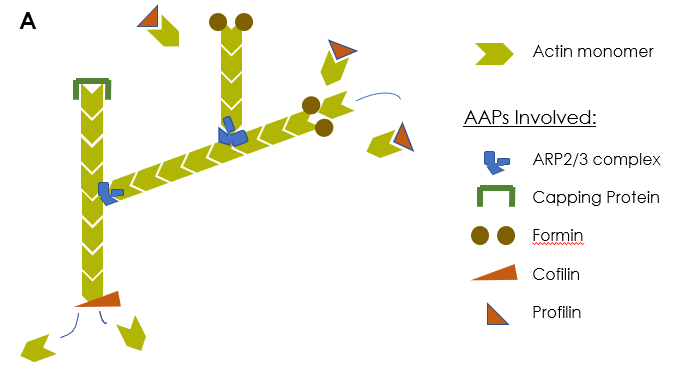 A
Actin monomer
AAPs Involved:
ARP2/3 complex
Capping Protein
Formin
Cofilin
Profilin